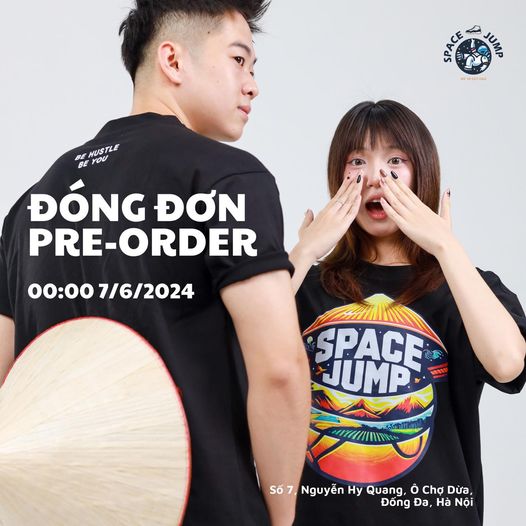 SPACE JUMP
BE HUSTLE
BE YOU
ĐÓNG ĐƠN
PRE-ORDER
00:00 7/6/2024
SPACE
JUMP
Số 7, Nguyễn Hy Quang, Ô Chợ Dừa,
Đống Đa, Hà Nội